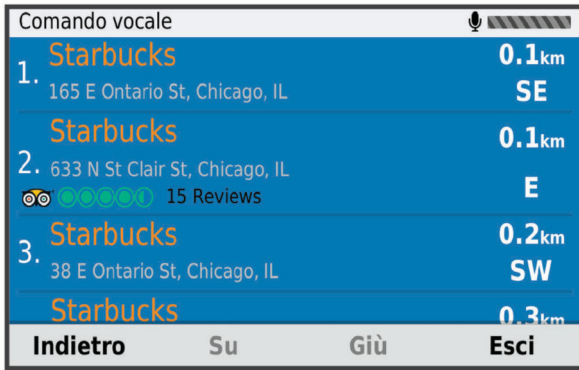 Comando vocale
1. Starbucks 0.1km
165 E Ontario St, Chicago, IL SE
2. Starbucks 0.1km
633 N St Clair St, Chicago, IL E
15 Reviews
3. Starbucks 0.2km
38 E Ontario St, Chicago, IL SW
Starbucks 0.3km
Indietro Su Giù Esci